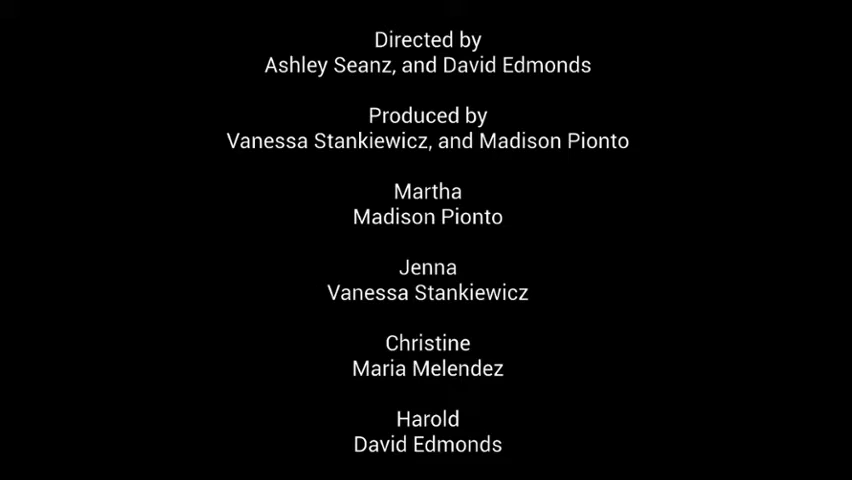 Directed by
Ashley Seanz, and David Edmonds
Produced by
Vanessa Stankiewicz, and Madison Pionto
Martha
Madison Pionto
Jenna
Vanessa Stankiewicz
Christine
Maria Melendez
Harold
David Edmonds